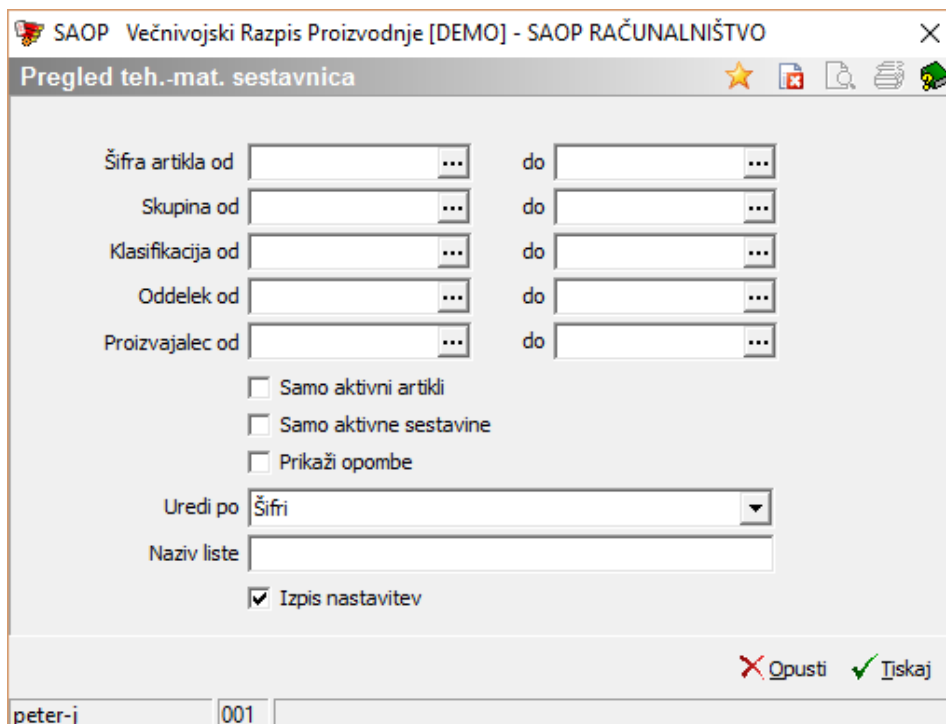 SAOP Večnivojski Razpis Proizvodnje [DEMO] - SAOP RAČUNALNIŠTVO
Pregled teh.-mat. sestavnica
Šifra artikla od ... do ...
Skupina od ... do ...
Klasifikacija od ... do ...
Oddelek od ... do ...
Proizvajalec od ... do ...
Samo aktivni artikli
Samo aktivne sestavine
Prikaži opombe
Uredi po Šifri
Naziv liste
Izpis nastavitev
Opusti Tiskaj
peter-j 001